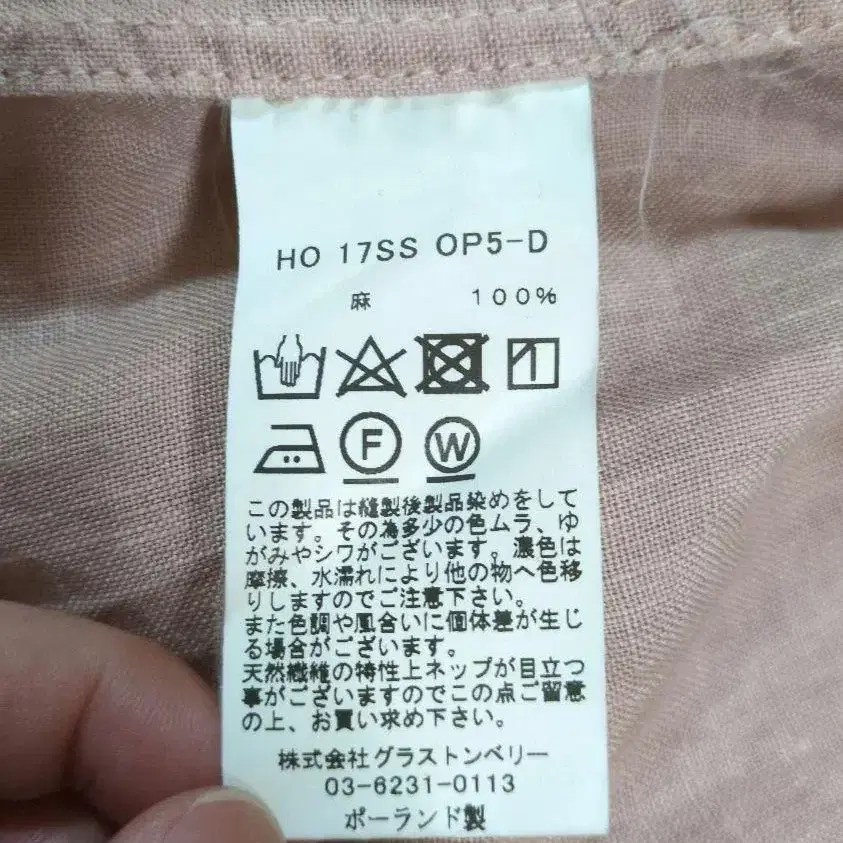 HO 17SS OP5-D
麻 100%
F W
この製品は縫製後製品染めをして
います。その為多少の色ムラ、ゆ
がみやシワがございます。濃色は
摩擦、水濡れにより他の物へ色移
りしますのでご注意下さい。
また色調や風合いに個体差が生じ
る場合がございます。
天然繊維の特性上ネップが目立つ
事がございますのでこの点ご留意
の上、お買い求め下さい。
株式会社グラストンベリー
03-6231-0113
ポーランド製